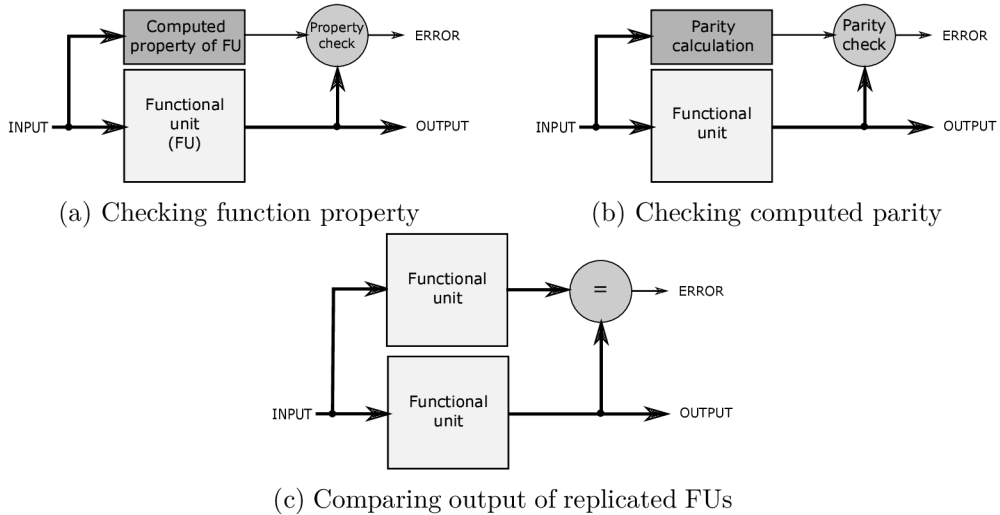 Computed
property of FU
Property
check
ERROR
Functional
unit
(FU)
INPUT
OUTPUT
(a) Checking function property
Parity
calculation
Parity
check
ERROR
Functional
unit
INPUT
OUTPUT
(b) Checking computed parity
Functional
unit
=
ERROR
Functional
unit
INPUT
OUTPUT
(c) Comparing output of replicated FUs